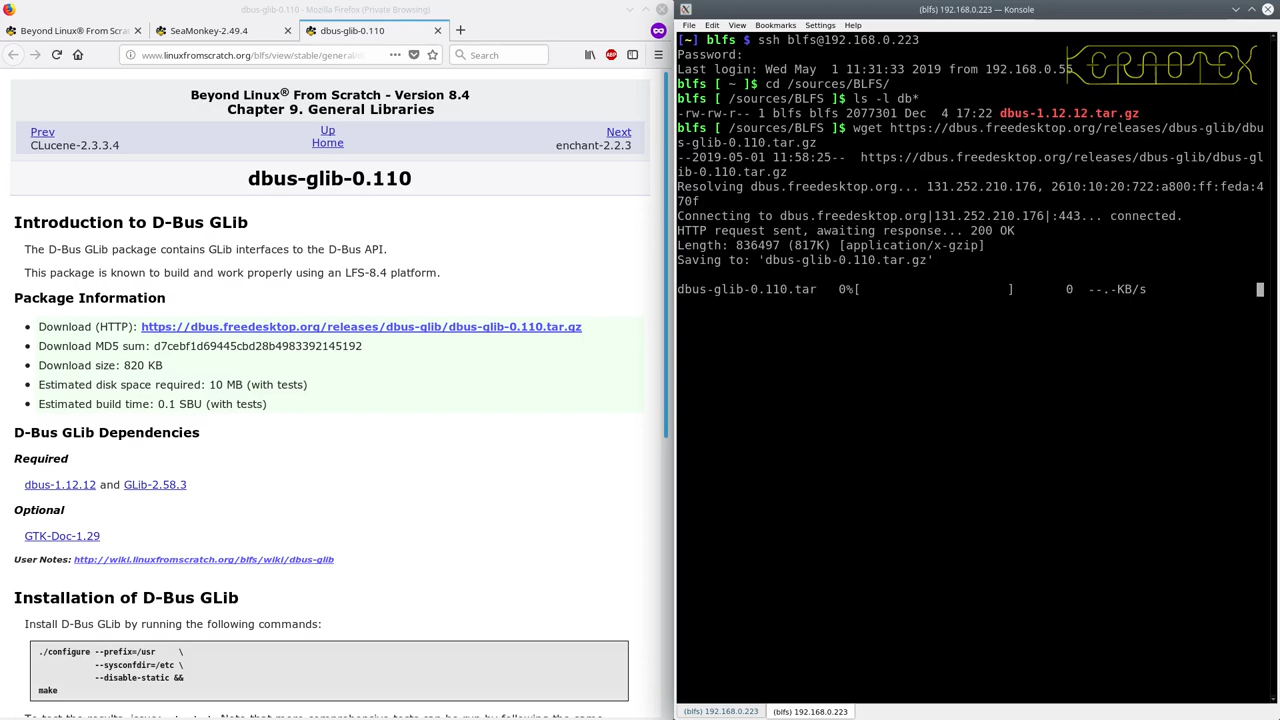 dbus-glib-0.110 - Mozilla Firefox (Private Browsing)
Beyond Linux® From Scra
SeaMonkey-2.49.4
dbus-glib-0.110
www.linuxfromscratch.org/blfs/view/stable/general
Search
Beyond Linux® From Scratch - Version 8.4
Chapter 9. General Libraries
Prev
Up
Next
CLucene-2.3.3.4
Home
enchant-2.2.3
dbus-glib-0.110
Introduction to D-Bus GLib
The D-Bus GLib package contains GLib interfaces to the D-Bus API.
This package is known to build and work properly using an LFS-8.4 platform.
Package Information
• Download (HTTP): https://dbus.freedesktop.org/releases/dbus-glib/dbus-glib-0.110.tar.gz
• Download MD5 sum: d7cebf1d69445cbd28b4983392145192
• Download size: 820 KB
• Estimated disk space required: 10 MB (with tests)
• Estimated build time: 0.1 SBU (with tests)
D-Bus GLib Dependencies
Required
dbus-1.12.12 and GLib-2.58.3
Optional
GTK-Doc-1.29
User Notes: http://wiki.linuxfromscratch.org/blfs/wiki/dbus-glib
Installation of D-Bus GLib
Install D-Bus GLib by running the following commands:
./configure --prefix=/usr \
--sysconfdir=/etc \
--disable-static &&
make
(blfs) 192.168.0.223 — Konsole
File Edit View Bookmarks Settings Help
[~] blfs $ ssh blfs@192.168.0.223
Password:
Last login: Wed May  1 11:31:33 2019 from 192.168.0.55
blfs [ ~ ]$ cd /sources/BLFS/
blfs [ /sources/BLFS ]$ ls -l db*
-rw-rw-r-- 1 blfs blfs 2077301 Dec  4 17:22 dbus-1.12.12.tar.gz
blfs [ /sources/BLFS ]$ wget https://dbus.freedesktop.org/releases/dbus-glib/dbu
s-glib-0.110.tar.gz
--2019-05-01 11:58:25--  https://dbus.freedesktop.org/releases/dbus-glib/dbus-gl
ib-0.110.tar.gz
Resolving dbus.freedesktop.org... 131.252.210.176, 2610:10:20:722:a800:ff:feda:4
70f
Connecting to dbus.freedesktop.org|131.252.210.176|:443... connected.
HTTP request sent, awaiting response... 200 OK
Length: 836497 (817K) [application/x-gzip]
Saving to: 'dbus-glib-0.110.tar.gz'
dbus-glib-0.110.tar   0%[                    ]       0  --.-KB/s
(blfs) 192.168.0.223
(blfs) 192.168.0.223